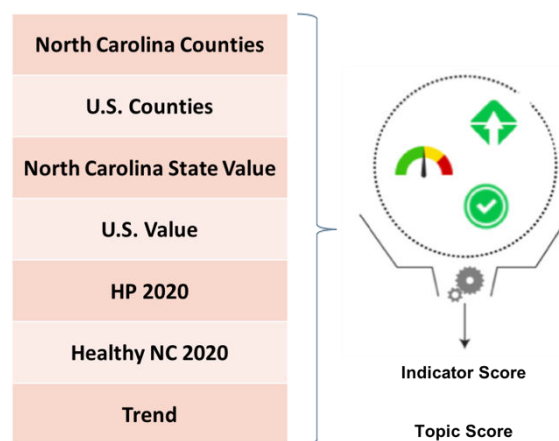 North Carolina Counties
U.S. Counties
North Carolina State Value
U.S. Value
HP 2020
Healthy NC 2020
Trend
Indicator Score
Topic Score